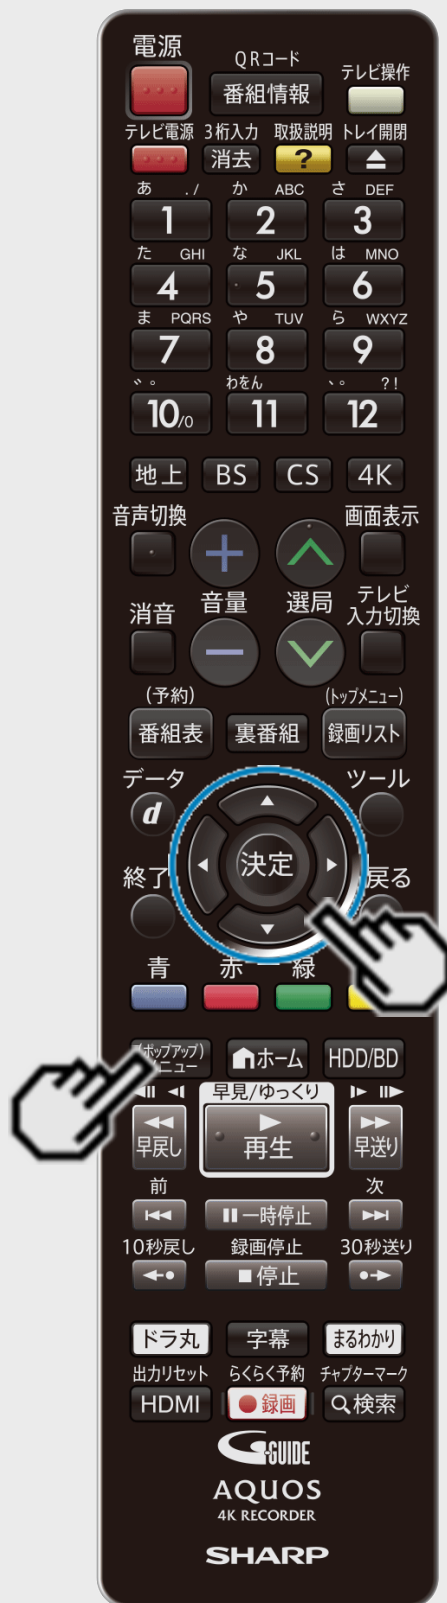 電源
QRコード
テレビ操作
番組情報
テレビ電源 3桁入力 取扱説明 トレイ開閉
消去 ?
あ ./ か ABC さ DEF
1 2 3
た GHI な JKL は MNO
4 5 6
ま PQRS や TUV ら WXYZ
7 8 9
゛゜ わをん 、。 ?!
10/0 11 12
地上 BS CS 4K
音声切換 画面表示
消音 音量 選局 テレビ
入力切換
(予約) (トップメニュー)
番組表 裏番組 録画リスト
データ ツール
d
決定
終了 戻る
青 赤 緑
(ポップアップ)
ホーム HDD/BD
早見/ゆっくり
早戻し 再生 早送り
前 次
一時停止
10秒戻し 録画停止 30秒送り
停止
ドラ丸 字幕 まるわかり
出力リセット らくらく予約 チャプターマーク
HDMI 録画 検索
G-GUIDE
AQUOS
4K RECORDER
SHARP